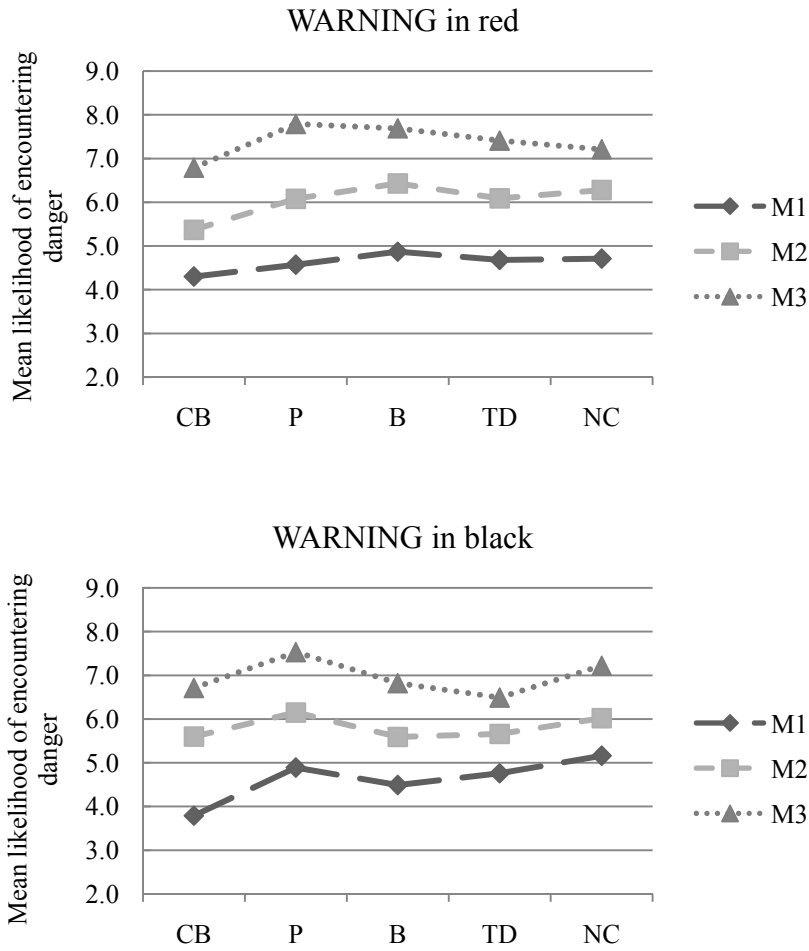 WARNING in red
Mean likelihood of encountering
danger
9.0
8.0
7.0
6.0
5.0
4.0
3.0
2.0
CB P B TD NC
M1
M2
M3
WARNING in black
Mean likelihood of encountering
danger
9.0
8.0
7.0
6.0
5.0
4.0
3.0
2.0
CB P B TD NC
M1
M2
M3